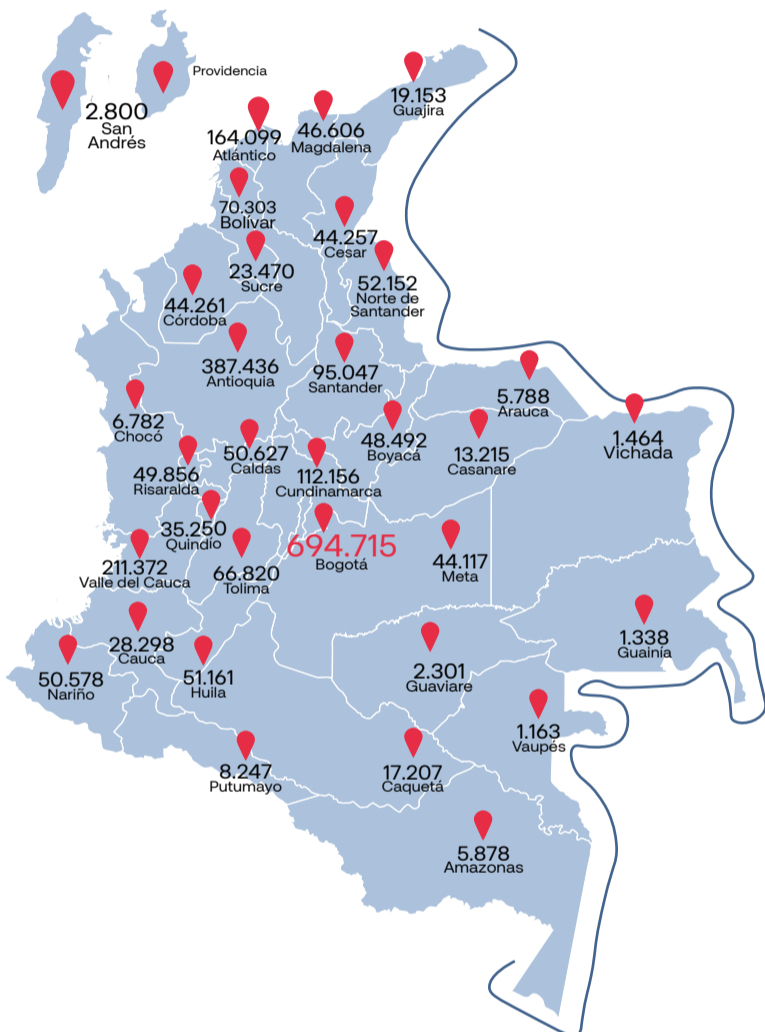 Providencia
2.800
San
Andrés
19.153
Guajira
164.099
Atlántico
46.606
Magdalena
70.303
Bolívar
44.257
Cesar
23.470
Sucre
52.152
Norte de
Santander
44.261
Córdoba
387.436
Antioquia
95.047
Santander
5.788
Arauca
6.782
Chocó
50.627
Caldas
48.492
Boyacá
13.215
Casanare
1.464
Vichada
49.856
Risaralda
112.156
Cundinamarca
35.250
Quindío
694.715
Bogotá
211.372
Valle del Cauca
66.820
Tolima
44.117
Meta
28.298
Cauca
1.338
Guainía
50.578
Nariño
51.161
Huila
2.301
Guaviare
1.163
Vaupés
8.247
Putumayo
17.207
Caquetá
5.878
Amazonas